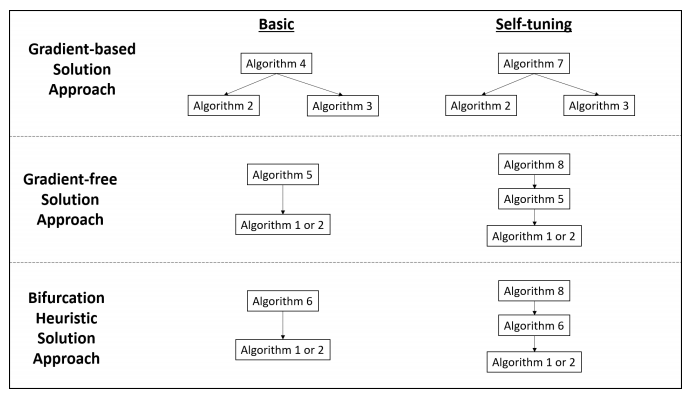 Basic
Self-tuning
Gradient-based
Solution
Approach
Algorithm 4
Algorithm 2
Algorithm 3
Algorithm 7
Algorithm 2
Algorithm 3
Gradient-free
Solution
Approach
Algorithm 5
Algorithm 1 or 2
Algorithm 8
Algorithm 5
Algorithm 1 or 2
Bifurcation
Heuristic
Solution
Approach
Algorithm 6
Algorithm 1 or 2
Algorithm 8
Algorithm 6
Algorithm 1 or 2